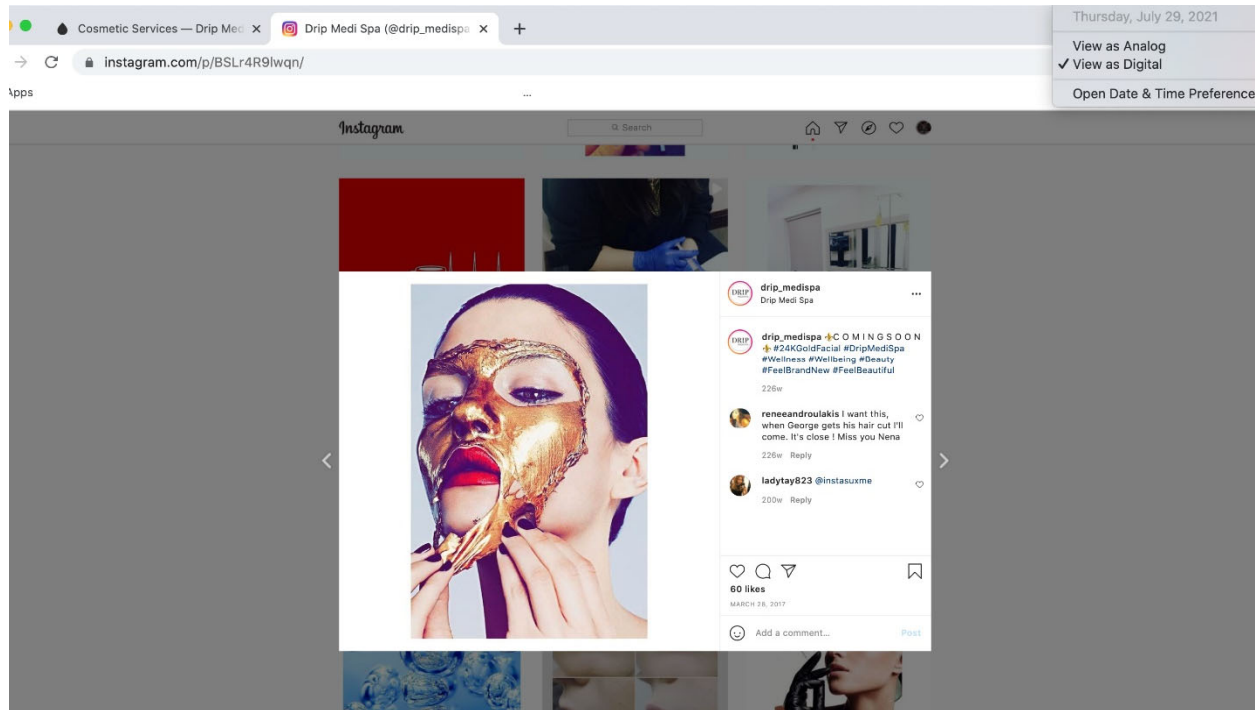 Thursday, July 29, 2021
View as Analog
✓ View as Digital
Open Date & Time Preference
Cosmetic Services — Drip Med
Drip Medi Spa (@drip_medispa
instagram.com/p/BSLr4R9lwqn/
Apps
...
Instagram
Search
DRIP
drip_medispa
Drip Medi Spa
DRIP
drip_medispa ⚜C O M I N G S O O N
⚜ #24KGoldFacial #DripMediSpa
#Wellness #Wellbeing #Beauty
#FeelBrandNew #FeelBeautiful
226w
reneeandroulakis I want this,
when George gets his hair cut I'll
come. It's close ! Miss you Nena
226w Reply
ladytay823 @instasuxme
200w Reply
60 likes
MARCH 28, 2017
Add a comment...
Post